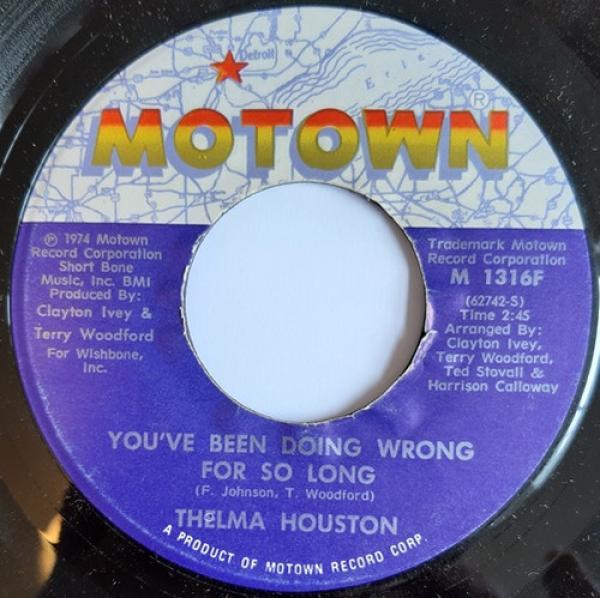 Detroit
Erie
MOTOWN®
℗ 1974 Motown
Record Corporation
Short Bone
Music, Inc. BMI
Produced By:
Clayton Ivey &
Terry Woodford
For Wishbone,
Inc.
Trademark Motown
Record Corporation
M 1316F
(62742-S)
Time 2:45
Arranged By:
Clayton Ivey,
Terry Woodford,
Ted Stovall &
Harrison Calloway
YOU'VE BEEN DOING WRONG
FOR SO LONG
(F. Johnson, T. Woodford)
THELMA HOUSTON
A PRODUCT OF MOTOWN RECORD CORP.